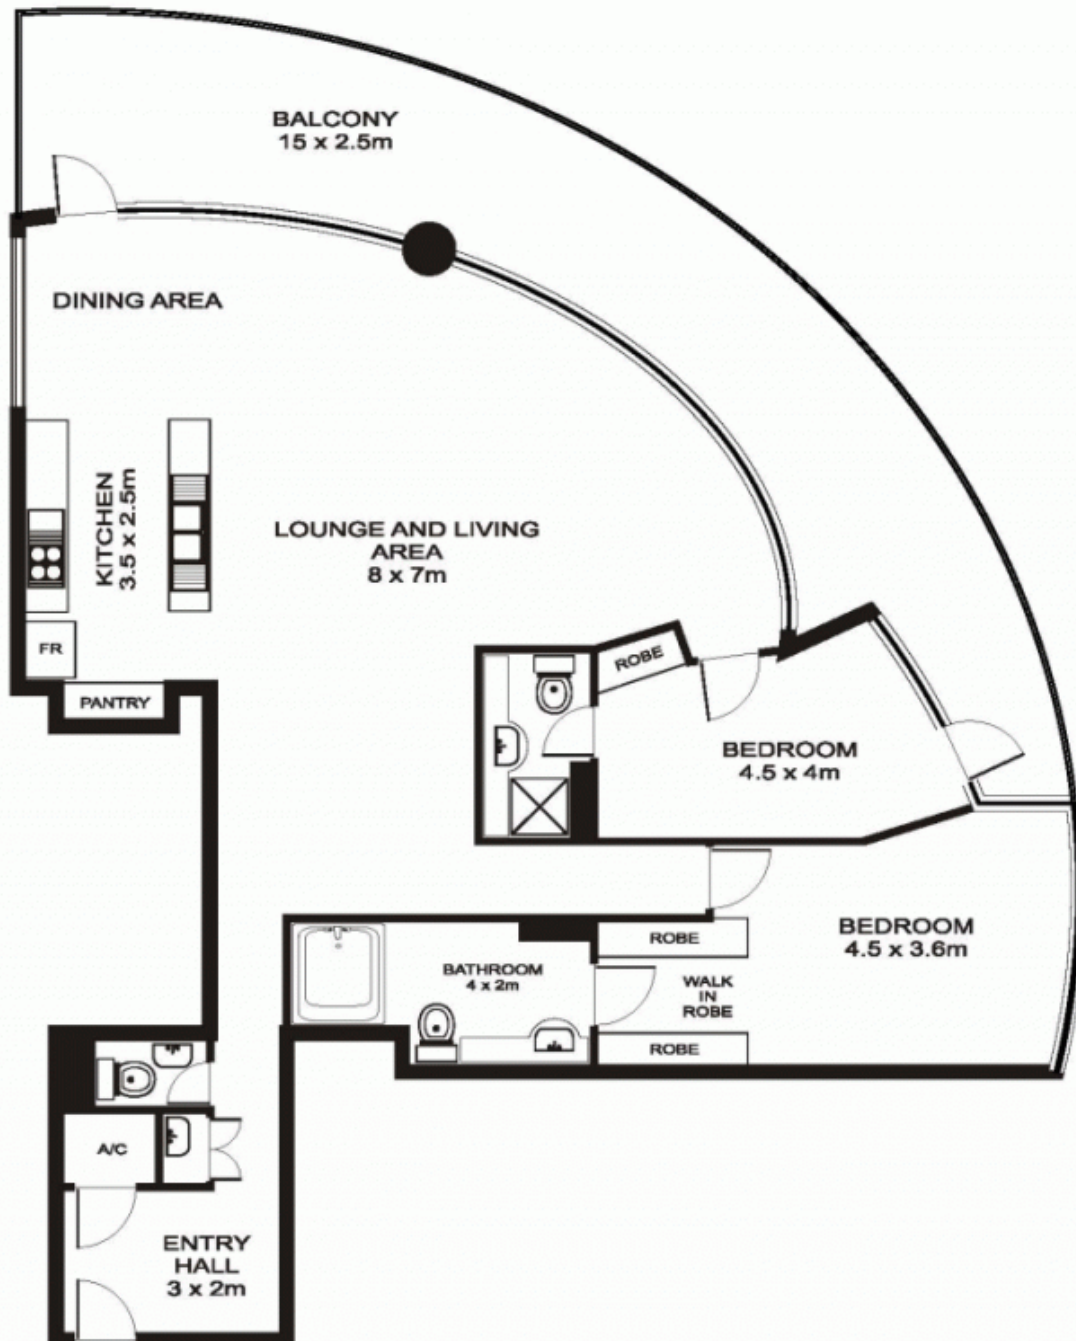 BALCONY
15 x 2.5m
DINING AREA
KITCHEN
3.5 x 2.5m
LOUNGE AND LIVING
AREA
8 x 7m
FR
PANTRY
ROBE
BEDROOM
4.5 x 4m
BEDROOM
4.5 x 3.6m
ROBE
BATHROOM
4 x 2m
WALK
IN
ROBE
ROBE
A/C
ENTRY
HALL
3 x 2m